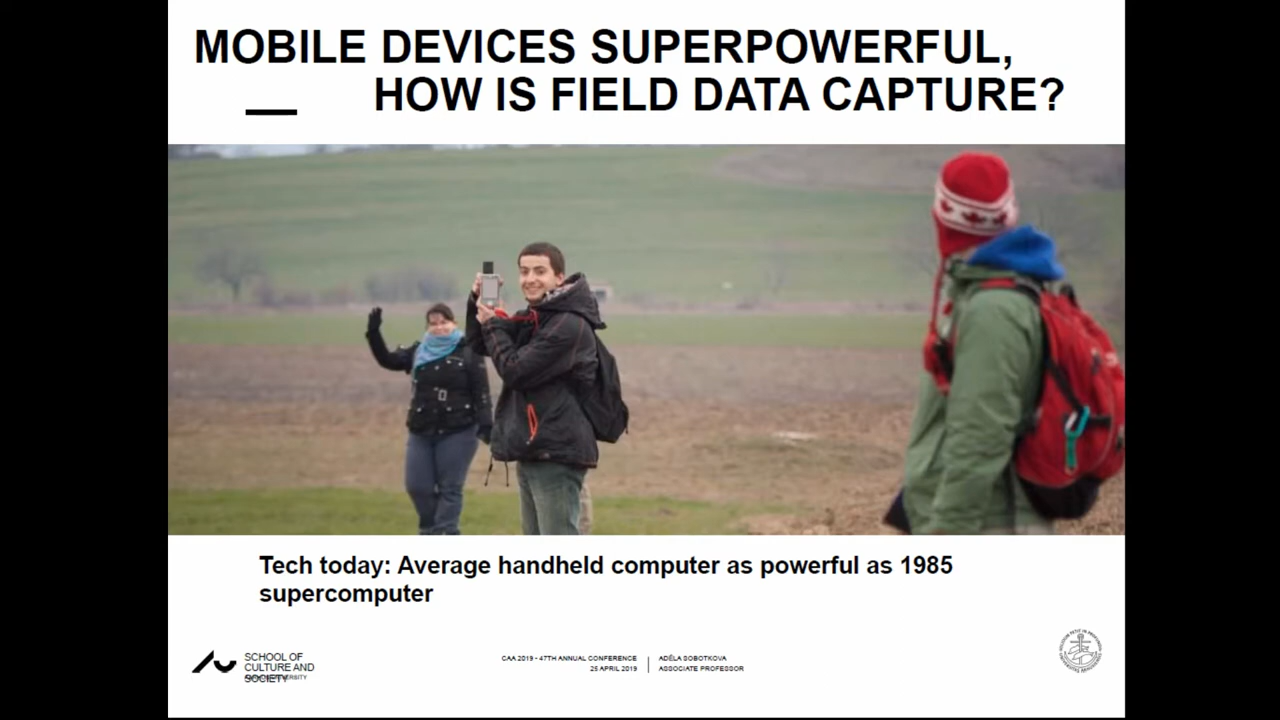 MOBILE DEVICES SUPERPOWERFUL,
HOW IS FIELD DATA CAPTURE?
Tech today: Average handheld computer as powerful as 1985
supercomputer
SCHOOL OF
CULTURE AND
SOCIETY
CAA 2019 - 47TH ANNUAL CONFERENCE
25 APRIL 2019
ADÉLA SOBOTKOVA
ASSOCIATE PROFESSOR